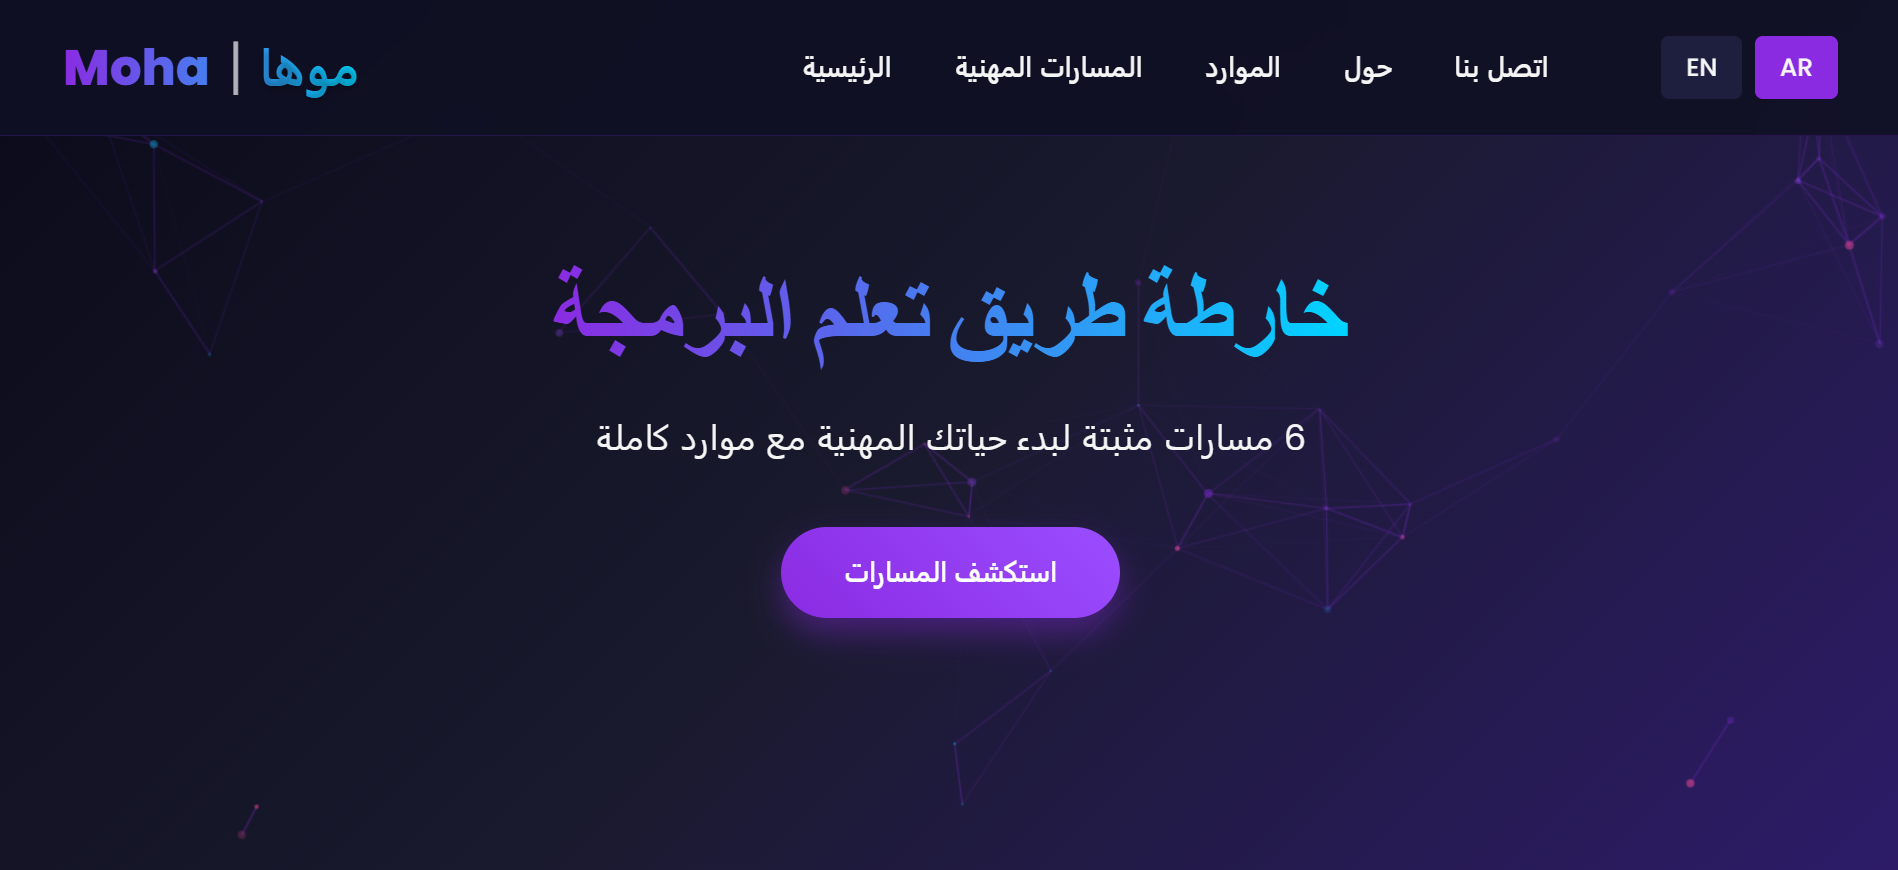 Moha | موها
الرئيسية
المسارات المهنية
الموارد
حول
اتصل بنا
EN
AR
خارطة طريق تعلم البرمجة
6 مسارات مثبتة لبدء حياتك المهنية مع موارد كاملة
استكشف المسارات